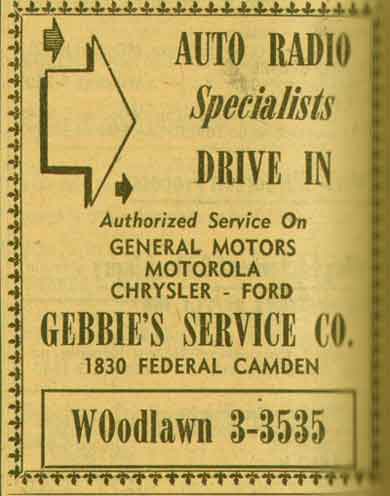 AUTO RADIO
Specialists
DRIVE IN
Authorized Service On
GENERAL MOTORS
MOTOROLA
CHRYSLER - FORD
GEBBIE'S SERVICE CO.
1830 FEDERAL CAMDEN
WOodlawn 3-3535